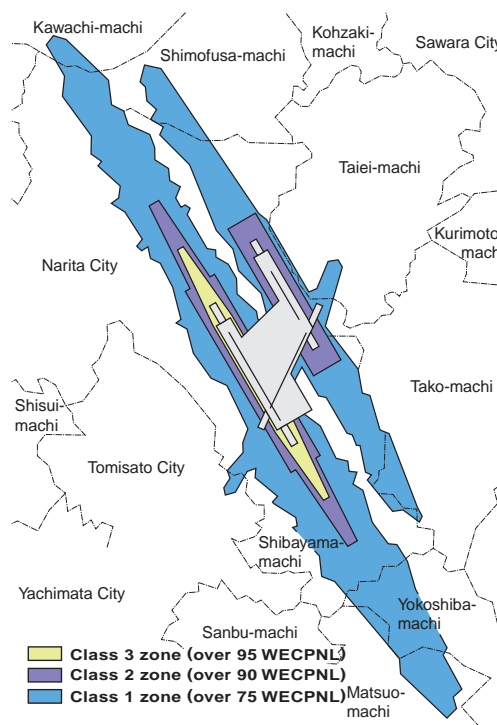 Kawachi-machi
Shimofusa-machi
Kohzaki-
machi
Sawara City
Taiei-machi
Kurimoto
mach
Narita City
Tako-machi
Shisui-
machi
Tomisato City
Shibayama-
machi
Yachimata City
Yokoshiba-
machi
Sanbu-machi
Matsuo-
machi
Class 3 zone (over 95 WECPNL)
Class 2 zone (over 90 WECPNL)
Class 1 zone (over 75 WECPNL)